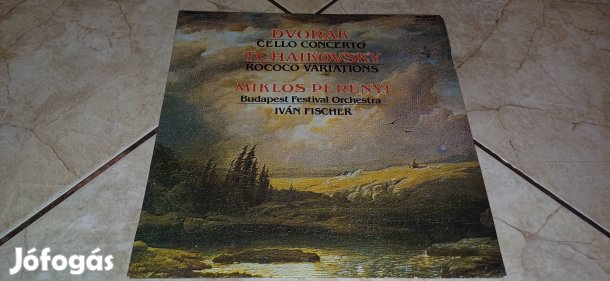 DVOŘÁK
CELLO CONCERTO
TCHAIKOVSKY
ROCOCO VARIATIONS
MIKLÓS PERÉNYI
Budapest Festival Orchestra
IVÁN FISCHER
Jófogás